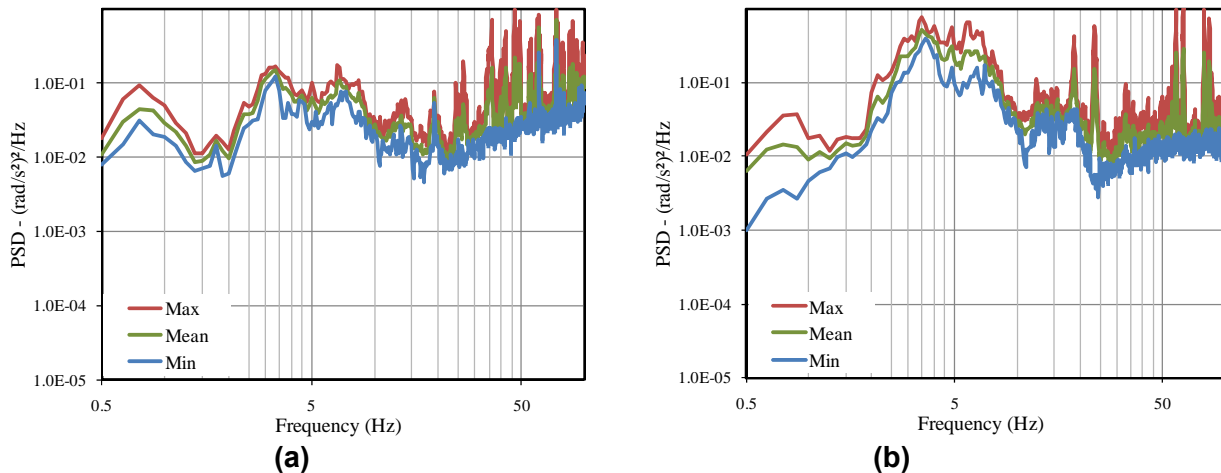 PSD - (rad/s²)²/Hz
1.0E-01
1.0E-02
1.0E-03
1.0E-04
1.0E-05
Max
Mean
Min
0.5
5
50
Frequency (Hz)
(a)
PSD - (rad/s²)²/Hz
1.0E-01
1.0E-02
1.0E-03
1.0E-04
1.0E-05
Max
Mean
Min
0.5
5
50
Frequency (Hz)
(b)